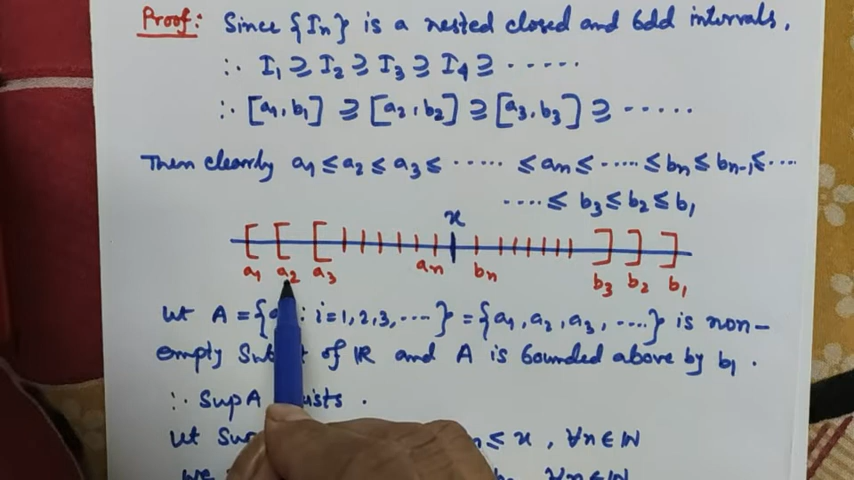 Proof: Since {In} is a nested closed and bdd intervals.
∴ I1 ⊇ I2 ⊇ I3 ⊇ I4 ⊇ ......
∴ [a1, b1] ⊇ [a2, b2] ⊇ [a3, b3] ⊇ ......
Then clearly a1 ≤ a2 ≤ a3 ≤ ...... ≤ an ≤ ..... ≤ bn ≤ bn-1 ≤ ....
..... ≤ b3 ≤ b2 ≤ b1
x
a1 a2 a3 an bn b3 b2 b1
Let A = { : i = 1, 2, 3, ....} = {a1, a2, a3, ....} is non-
empty of ℝ and A is bounded above by b1.
∴ Sup A
Let ≤ x, ∀n∈ℕ
We ∀n∈ℕ